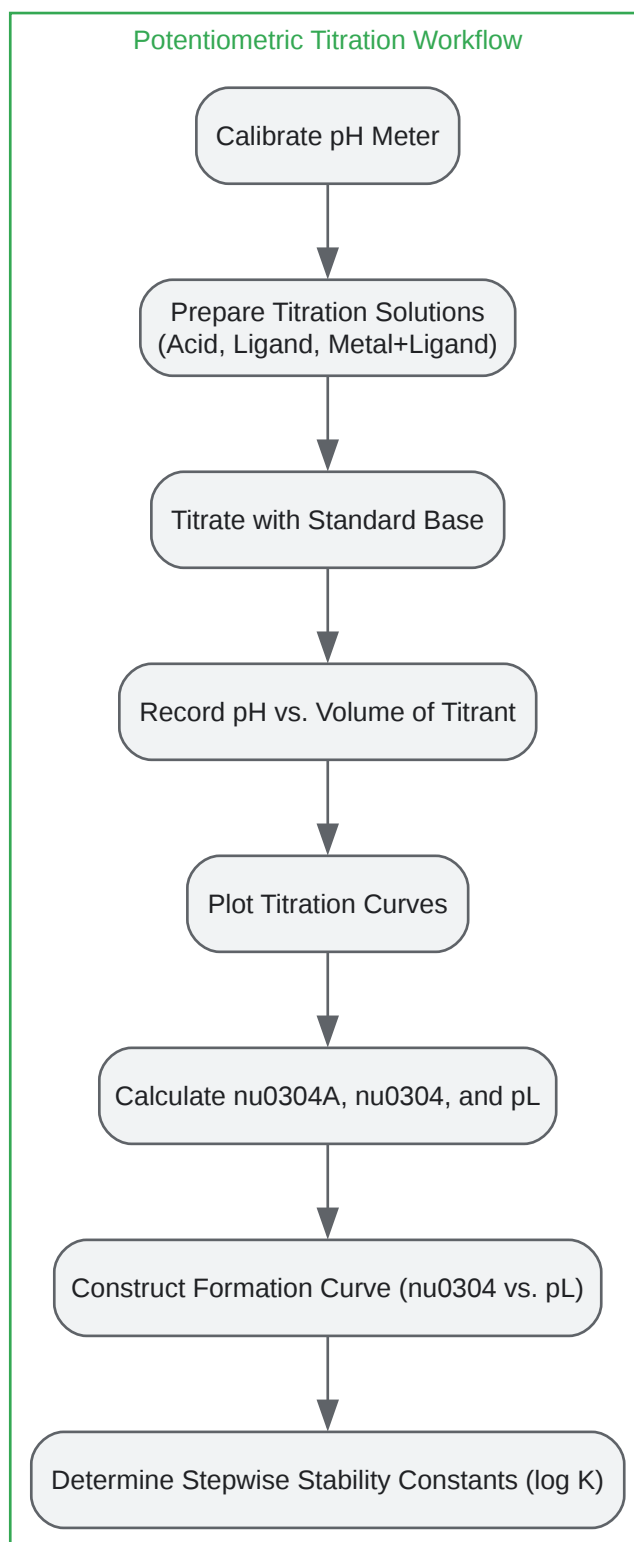 Potentiometric Titration Workflow
Calibrate pH Meter
Prepare Titration Solutions
(Acid, Ligand, Metal+Ligand)
Titrate with Standard Base
Record pH vs. Volume of Titrant
Plot Titration Curves
Calculate nu0304A, nu0304, and pL
Construct Formation Curve (nu0304 vs. pL)
Determine Stepwise Stability Constants (log K)